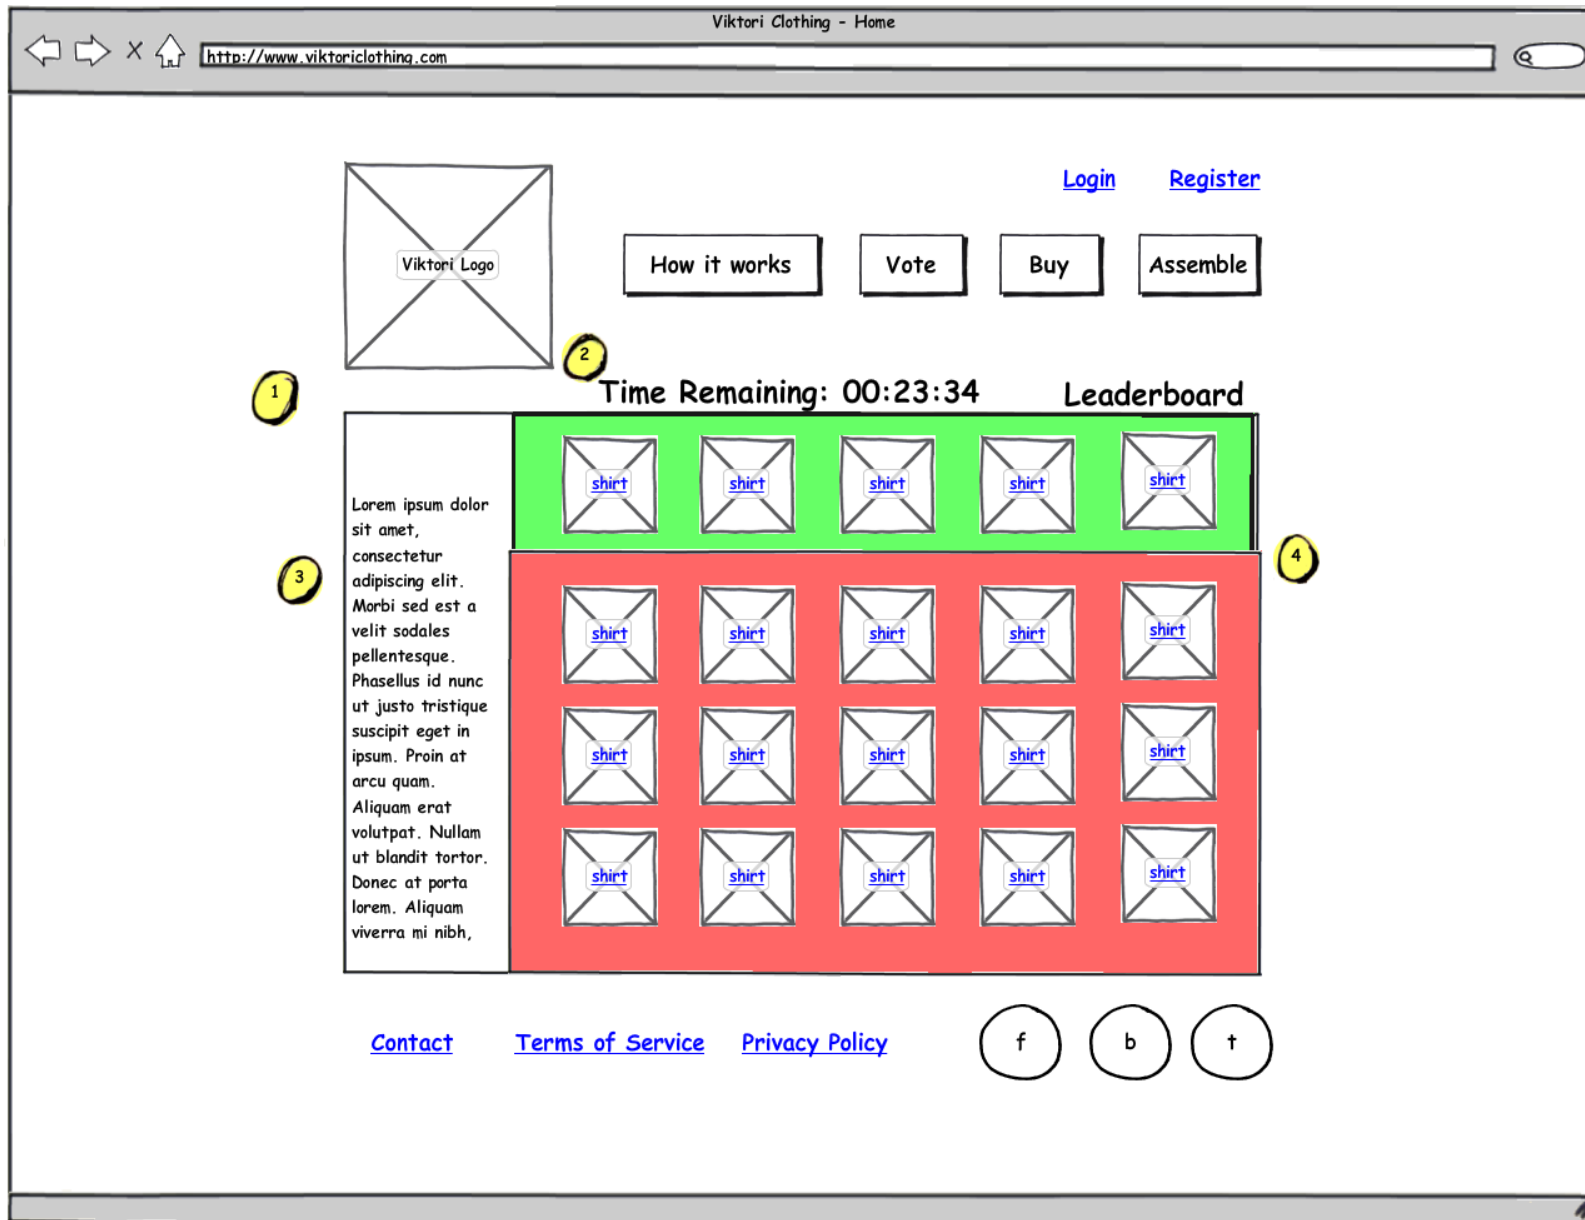 Viktori Clothing - Home
http://www.viktoriclothing.com
Login Register
Viktori Logo
How it works Vote Buy Assemble
2
1
Time Remaining: 00:23:34 Leaderboard
shirt shirt shirt shirt shirt
Lorem ipsum dolor
sit amet,
consectetur
adipiscing elit.
Morbi sed est a
velit sodales
pellentesque.
Phasellus id nunc
ut justo tristique
suscipit eget in
ipsum. Proin at
arcu quam.
Aliquam erat
volutpat. Nullam
ut blandit tortor.
Donec at porta
lorem. Aliquam
viverra mi nibh,
3
4
shirt shirt shirt shirt shirt
shirt shirt shirt shirt shirt
shirt shirt shirt shirt shirt
Contact Terms of Service Privacy Policy f b t